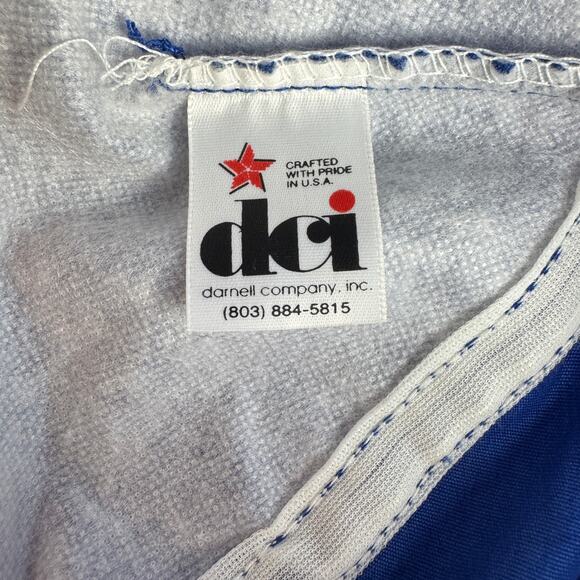 CRAFTED
WITH PRIDE
IN U.S.A.
dci
darnell company, inc.
(803) 884-5815